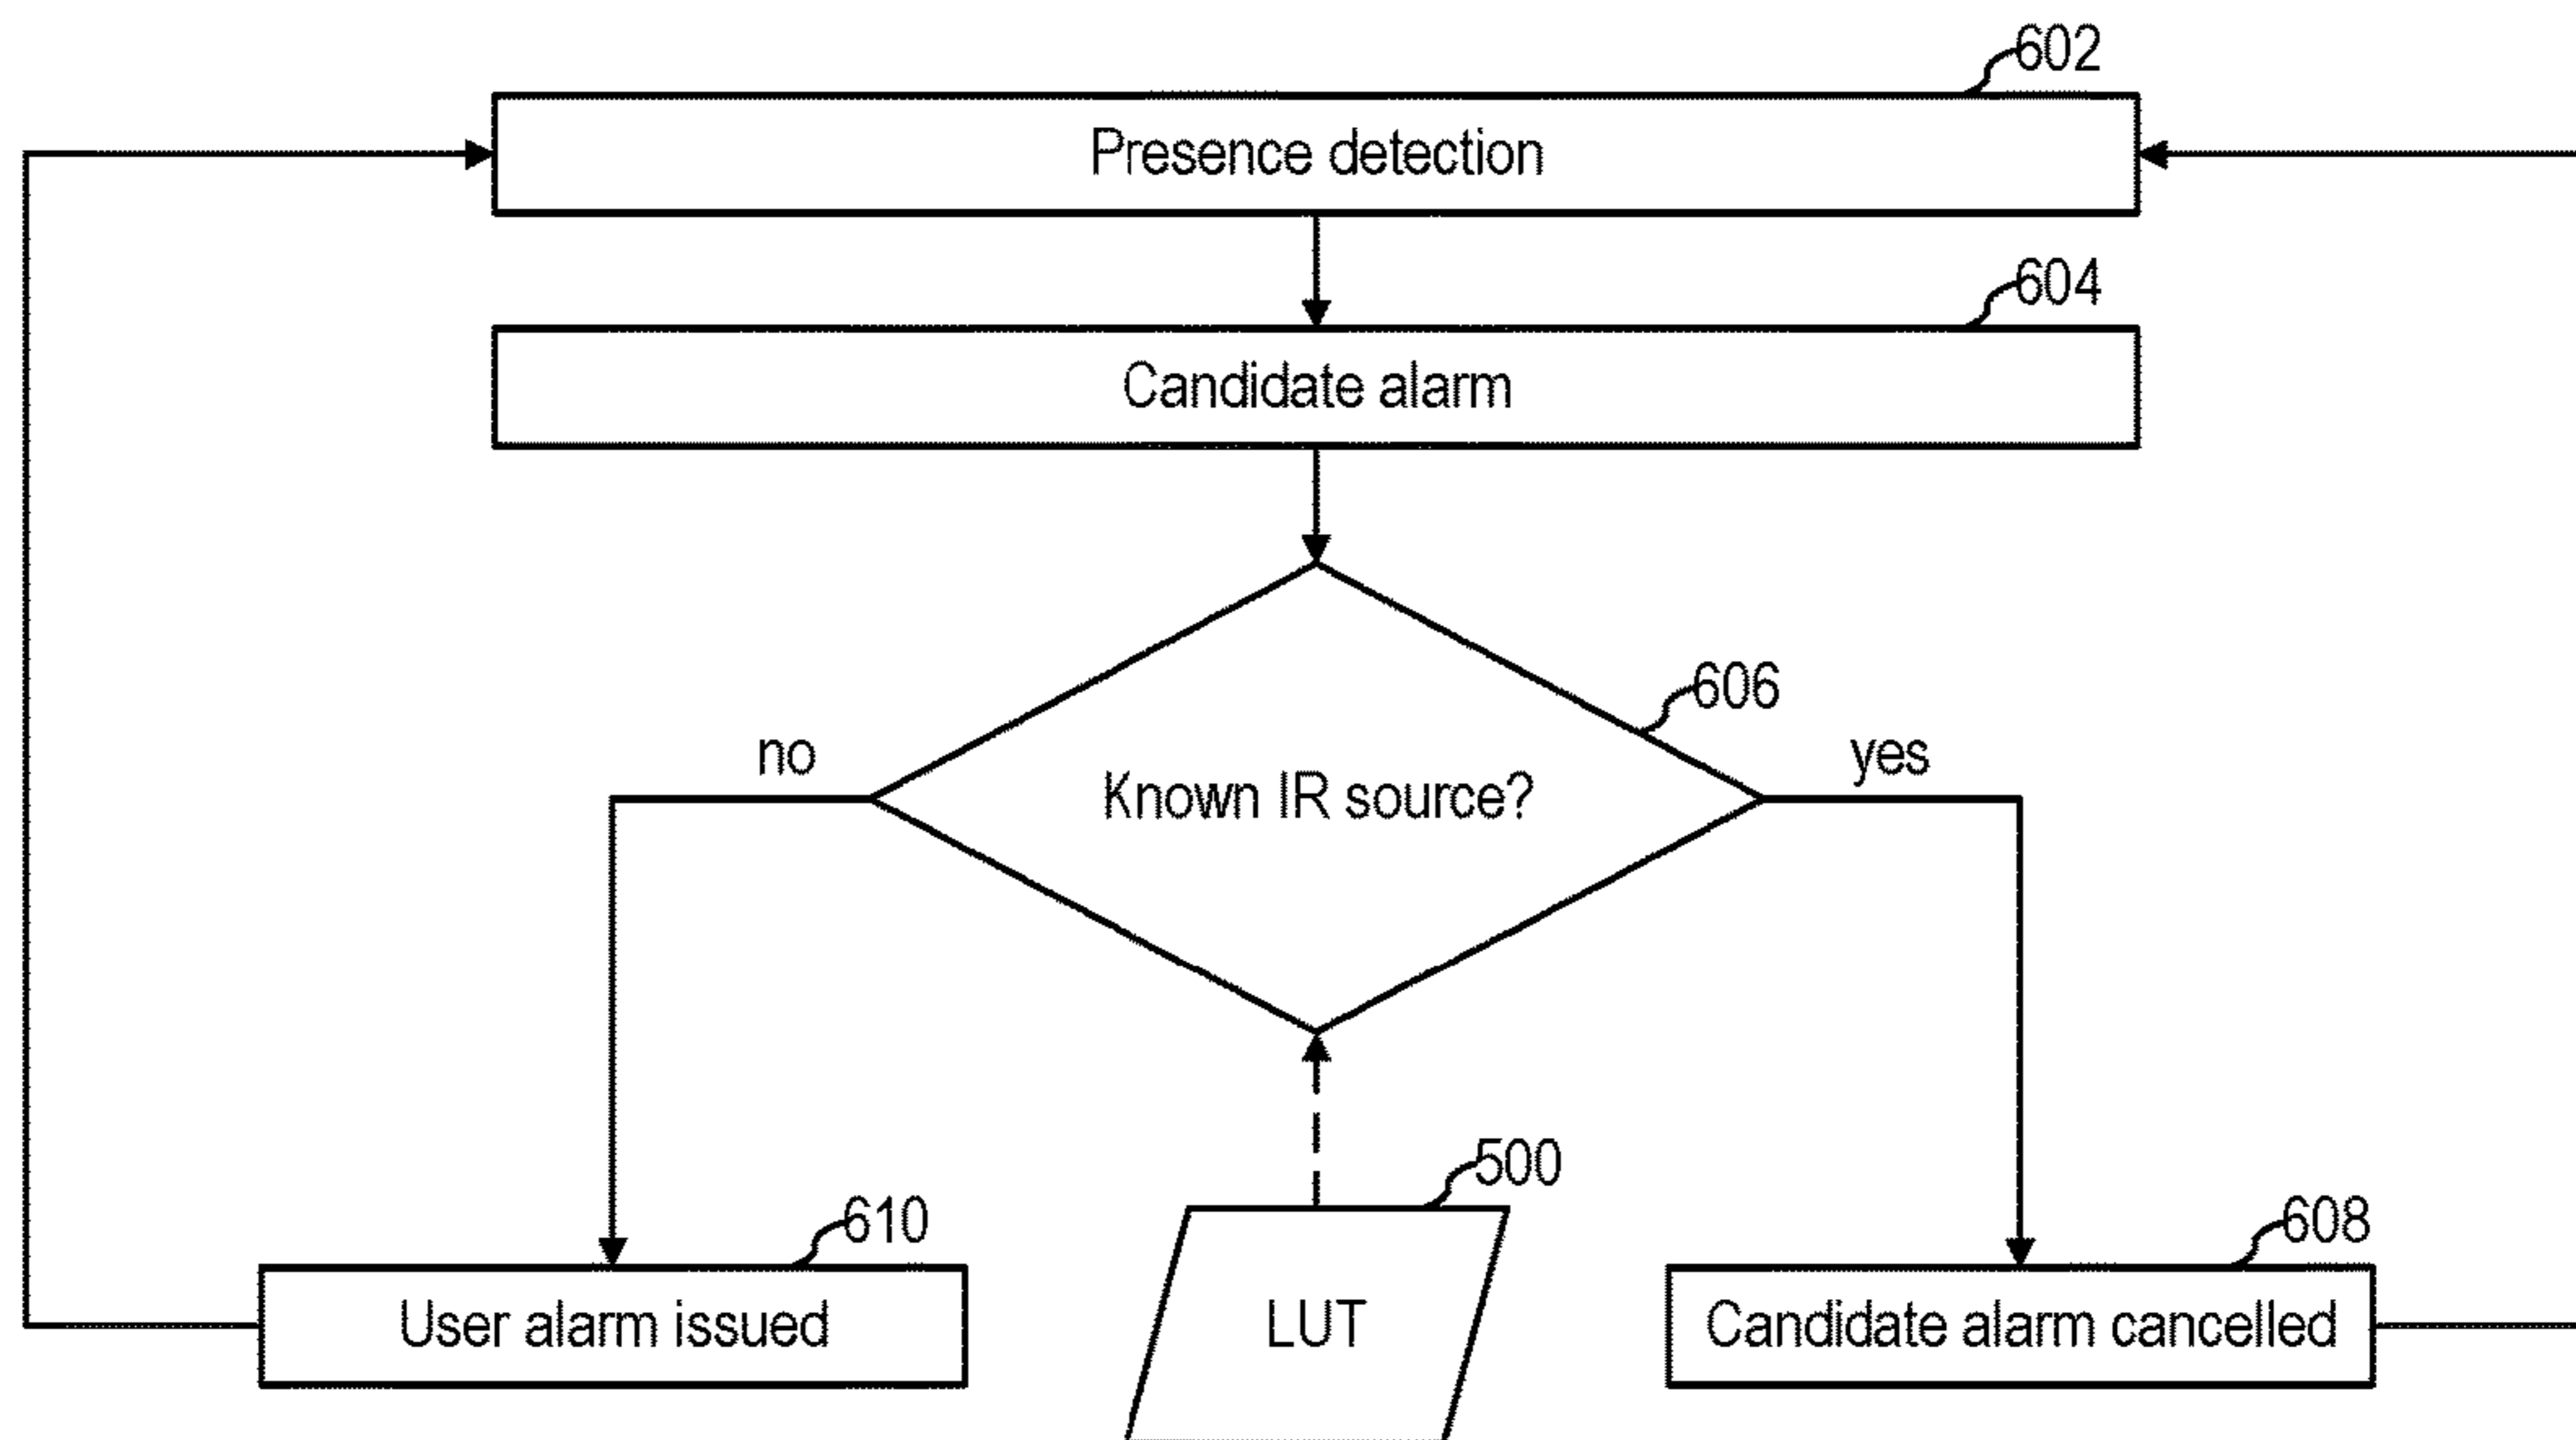 602
Presence detection
604
Candidate alarm
606
no
yes
Known IR source?
500
610
608
User alarm issued
LUT
Candidate alarm cancelled